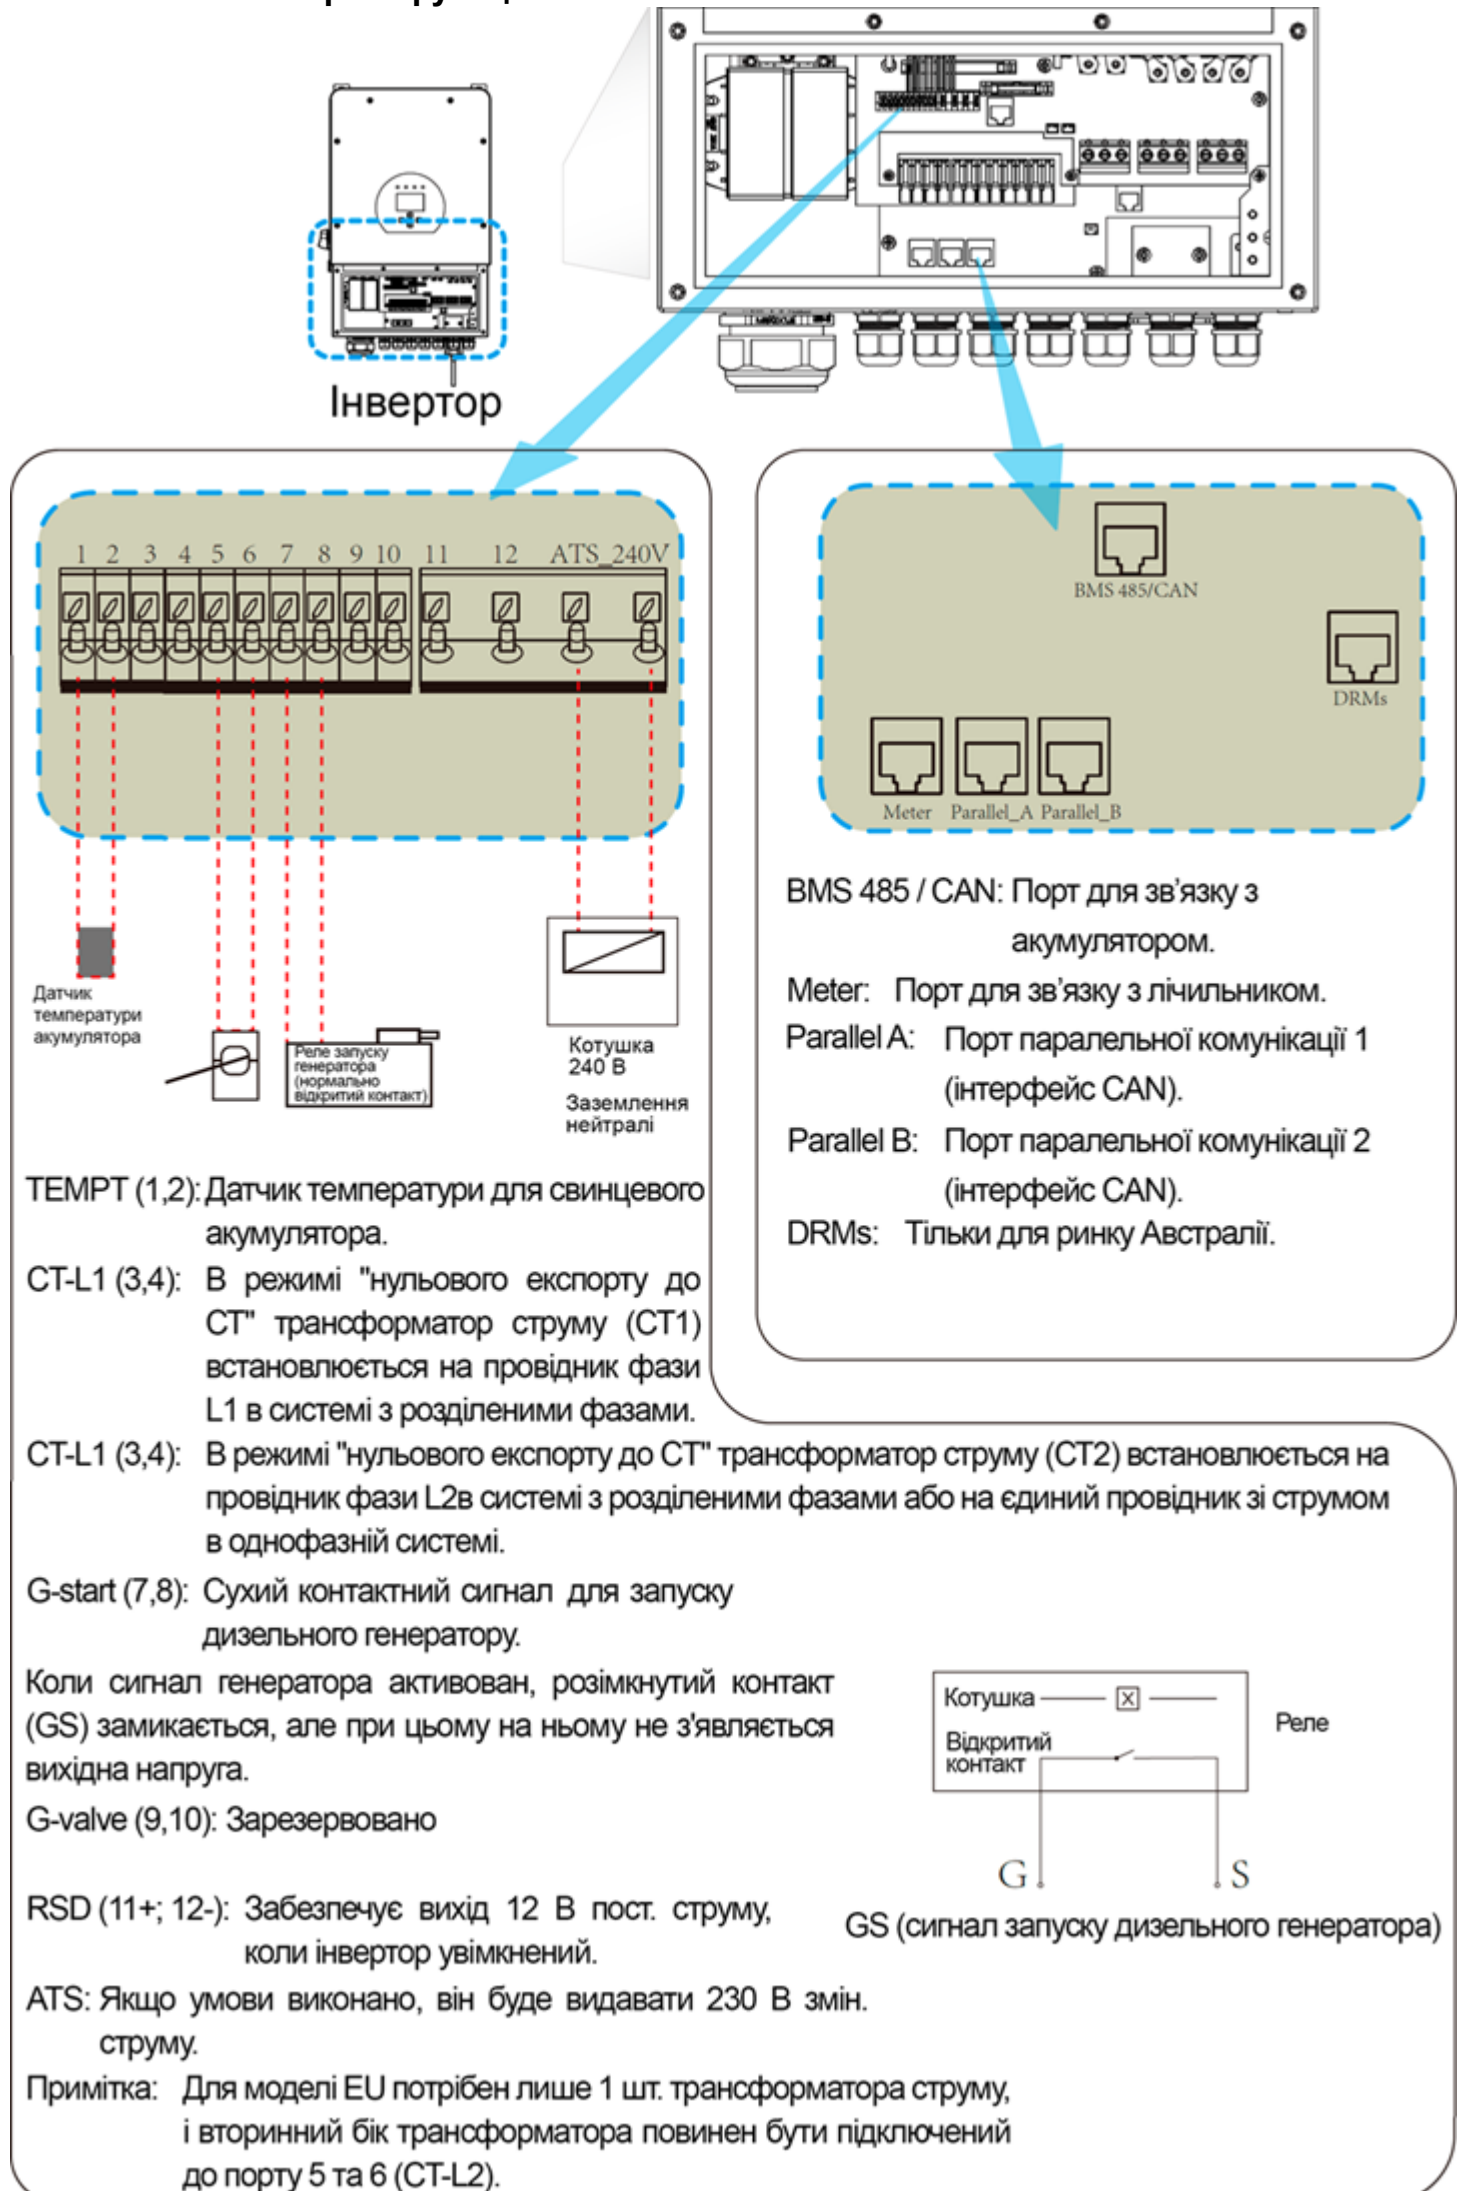 Інвертор
1 2 3 4 5 6 7 8 9 10 11 12 ATS_240V
Датчик
температури
акумулятора
Реле запуску
генератора
(нормально
відкритий контакт)
Котушка
240 В
Заземлення
нейтралі
BMS 485/CAN
DRMs
Meter Parallel_A Parallel_B
BMS 485 / CAN: Порт для зв’язку з
акумулятором.
Meter: Порт для зв’язку з лічильником.
Parallel A: Порт паралельної комунікації 1
(інтерфейс CAN).
Parallel B: Порт паралельної комунікації 2
(інтерфейс CAN).
DRMs: Тільки для ринку Австралії.
TEMPT (1,2): Датчик температури для свинцевого
акумулятора.
CT-L1 (3,4): В режимі "нульового експорту до
CT" трансформатор струму (CT1)
встановлюється на провідник фази
L1 в системі з розділеними фазами.
CT-L1 (3,4): В режимі "нульового експорту до CT" трансформатор струму (CT2) встановлюється на
провідник фази L2в системі з розділеними фазами або на єдиний провідник зі струмом
в однофазній системі.
G-start (7,8): Сухий контактний сигнал для запуску
дизельного генератору.
Коли сигнал генератора активован, розімкнутий контакт
(GS) замикається, але при цьому на ньому не з'являється
вихідна напруга.
G-valve (9,10): Зарезервовано
RSD (11+; 12-): Забезпечує вихід 12 В пост. струму,
коли інвертор увімкнений.
ATS: Якщо умови виконано, він буде видавати 230 В змін.
струму.
Примітка: Для моделі EU потрібен лише 1 шт. трансформатора струму,
і вторинний бік трансформатора повинен бути підключений
до порту 5 та 6 (CT-L2).
Котушка
Відкритий
контакт
Реле
G S
GS (сигнал запуску дизельного генератора)